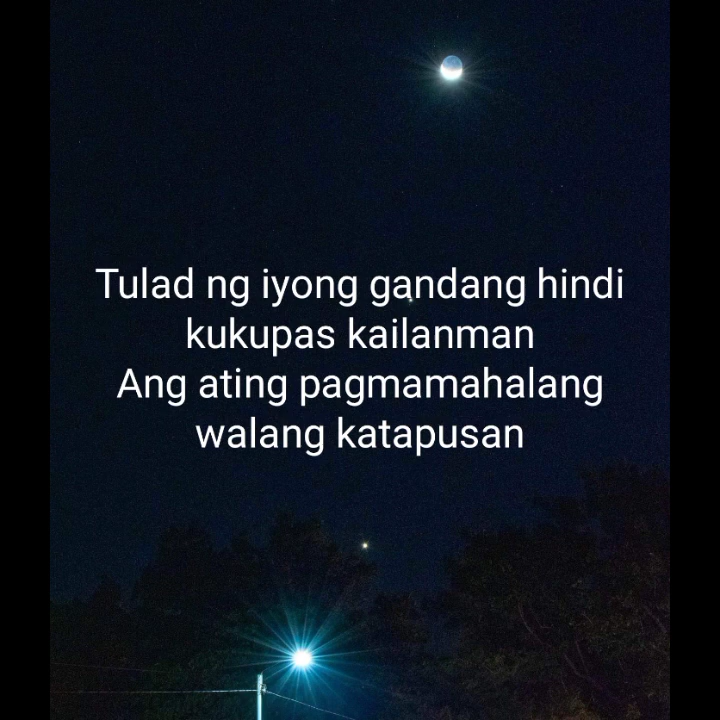 Tulad ng iyong gandang hindi
kukupas kailanman
Ang ating pagmamahalang
walang katapusan